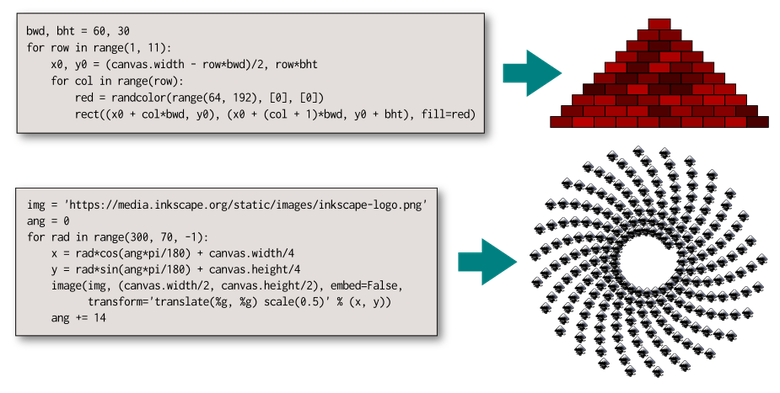 bwd, bht = 60, 30
for row in range(1, 11):
    x0, y0 = (canvas.width - row*bwd)/2, row*bht
    for col in range(row):
        red = randcolor(range(64, 192), [0], [0])
        rect((x0 + col*bwd, y0), (x0 + (col + 1)*bwd, y0 + bht), fill=red)
img = 'https://media.inkscape.org/static/images/inkscape-logo.png'
ang = 0
for rad in range(300, 70, -1):
    x = rad*cos(ang*pi/180) + canvas.width/4
    y = rad*sin(ang*pi/180) + canvas.height/4
    image(img, (canvas.width/2, canvas.height/2), embed=False,
          transform='translate(%g, %g) scale(0.5)' % (x, y))
    ang += 14